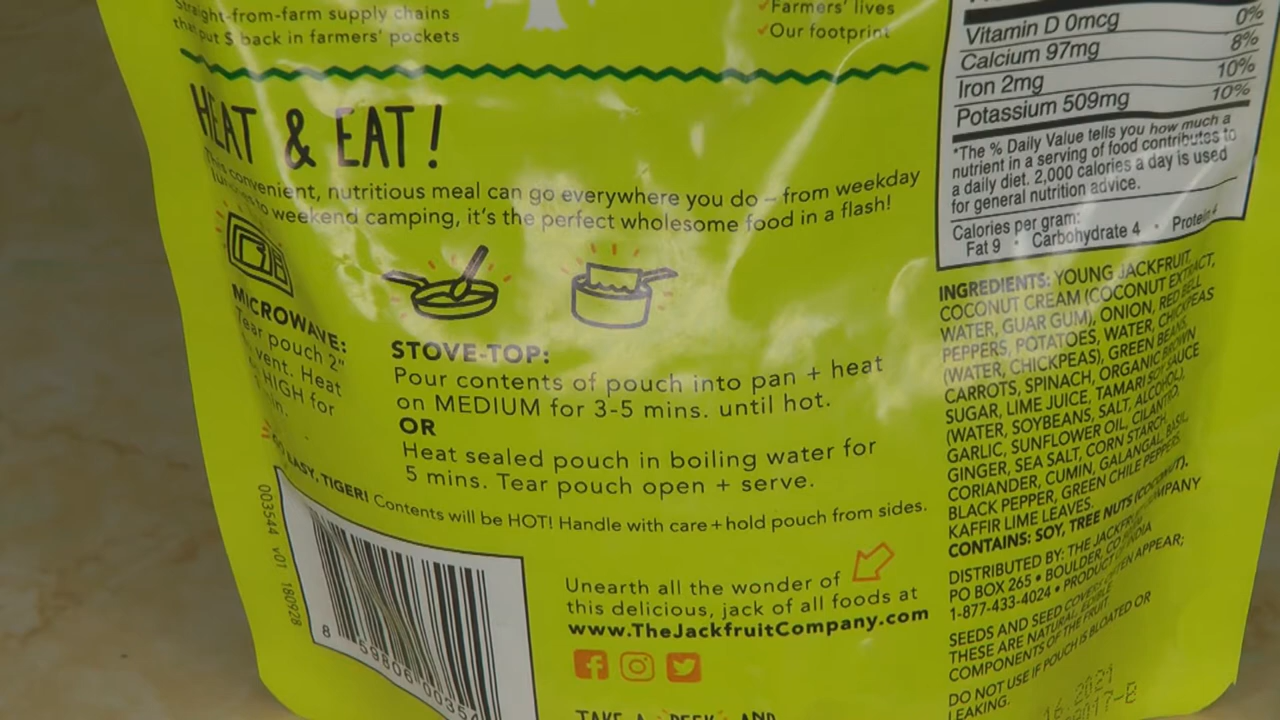 Straight-from-farm supply chains
that put $ back in farmers' pockets
Farmers' lives
Our footprint
HEAT & EAT!
This convenient, nutritious meal can go everywhere you do – from weekday
to weekend camping, it's the perfect wholesome food in a flash!
MICROWAVE:
Tear pouch 2"
vent. Heat
HIGH for
STOVE-TOP:
Pour contents of pouch into pan + heat
on MEDIUM for 3-5 mins. until hot.
OR
Heat sealed pouch in boiling water for
5 mins. Tear pouch open + serve.
EASY, TIGER! Contents will be HOT! Handle with care + hold pouch from sides.
003544 v01 180928
8 59806 00354
Unearth all the wonder of
this delicious, jack of all foods at
www.TheJackfruitCompany.com
TAKE A PEEK AND
Vitamin D 0mcg 0%
Calcium 97mg 8%
Iron 2mg 10%
Potassium 509mg 10%
*The % Daily Value tells you how much a
nutrient in a serving of food contributes to
a daily diet. 2,000 calories a day is used
for general nutrition advice.
Calories per gram:
Fat 9 • Carbohydrate 4 • Protein 4
INGREDIENTS: YOUNG JACKFRUIT,
COCONUT CREAM (COCONUT EXTRACT,
WATER, GUAR GUM), ONION, RED BELL
PEPPERS, POTATOES, WATER, CHICKPEAS
(WATER, CHICKPEAS), GREEN BEANS,
CARROTS, SPINACH, ORGANIC BROWN
SUGAR, LIME JUICE, TAMARI SOY SAUCE
(WATER, SOYBEANS, SALT, ALCOHOL),
GARLIC, SUNFLOWER OIL, CILANTRO,
GINGER, SEA SALT, CORN STARCH,
CORIANDER, CUMIN, GALANGAL, BASIL,
BLACK PEPPER, GREEN CHILE PEPPERS,
KAFFIR LIME LEAVES.
CONTAINS: SOY, TREE NUTS (COCONUT).
DISTRIBUTED BY: THE JACKFRUIT COMPANY
PO BOX 265 • BOULDER, CO
1-877-433-4024 • PRODUCT OF INDIA
SEEDS AND SEED COVERS OFTEN APPEAR;
THESE ARE NATURAL, EDIBLE
COMPONENTS OF THE FRUIT.
DO NOT USE IF POUCH IS BLOATED OR
LEAKING.
2021